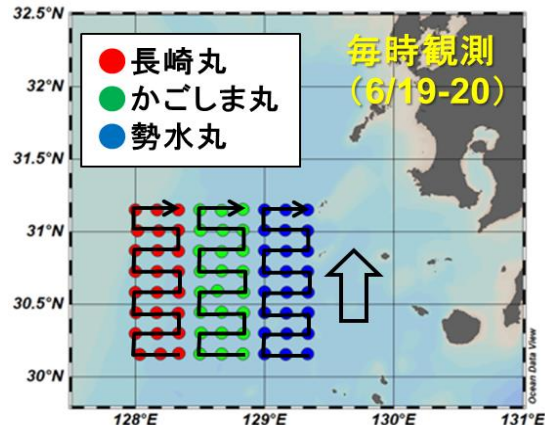 32.5°N
32°N
31.5°N
31°N
30.5°N
30°N
長崎丸
かごしま丸
勢水丸
毎時観測
(6/19-20)
128°E
129°E
130°E
131°E
Ocean Data View